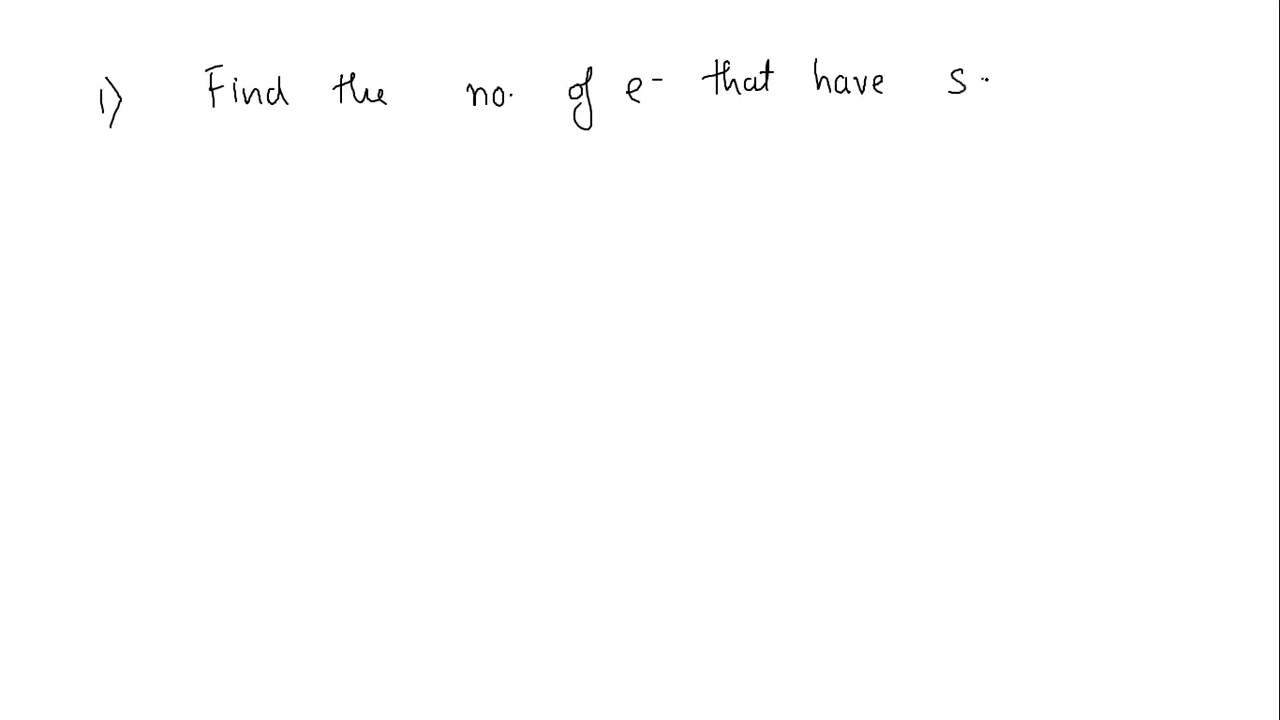 1) Find the no. of e⁻ that have s